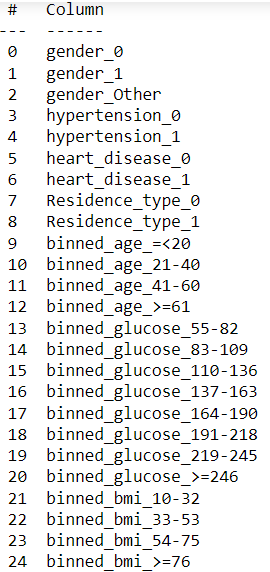 # Column
--- ------
0 gender_0
1 gender_1
2 gender_Other
3 hypertension_0
4 hypertension_1
5 heart_disease_0
6 heart_disease_1
7 Residence_type_0
8 Residence_type_1
9 binned_age_=<20
10 binned_age_21-40
11 binned_age_41-60
12 binned_age_>=61
13 binned_glucose_55-82
14 binned_glucose_83-109
15 binned_glucose_110-136
16 binned_glucose_137-163
17 binned_glucose_164-190
18 binned_glucose_191-218
19 binned_glucose_219-245
20 binned_glucose_>=246
21 binned_bmi_10-32
22 binned_bmi_33-53
23 binned_bmi_54-75
24 binned_bmi_>=76